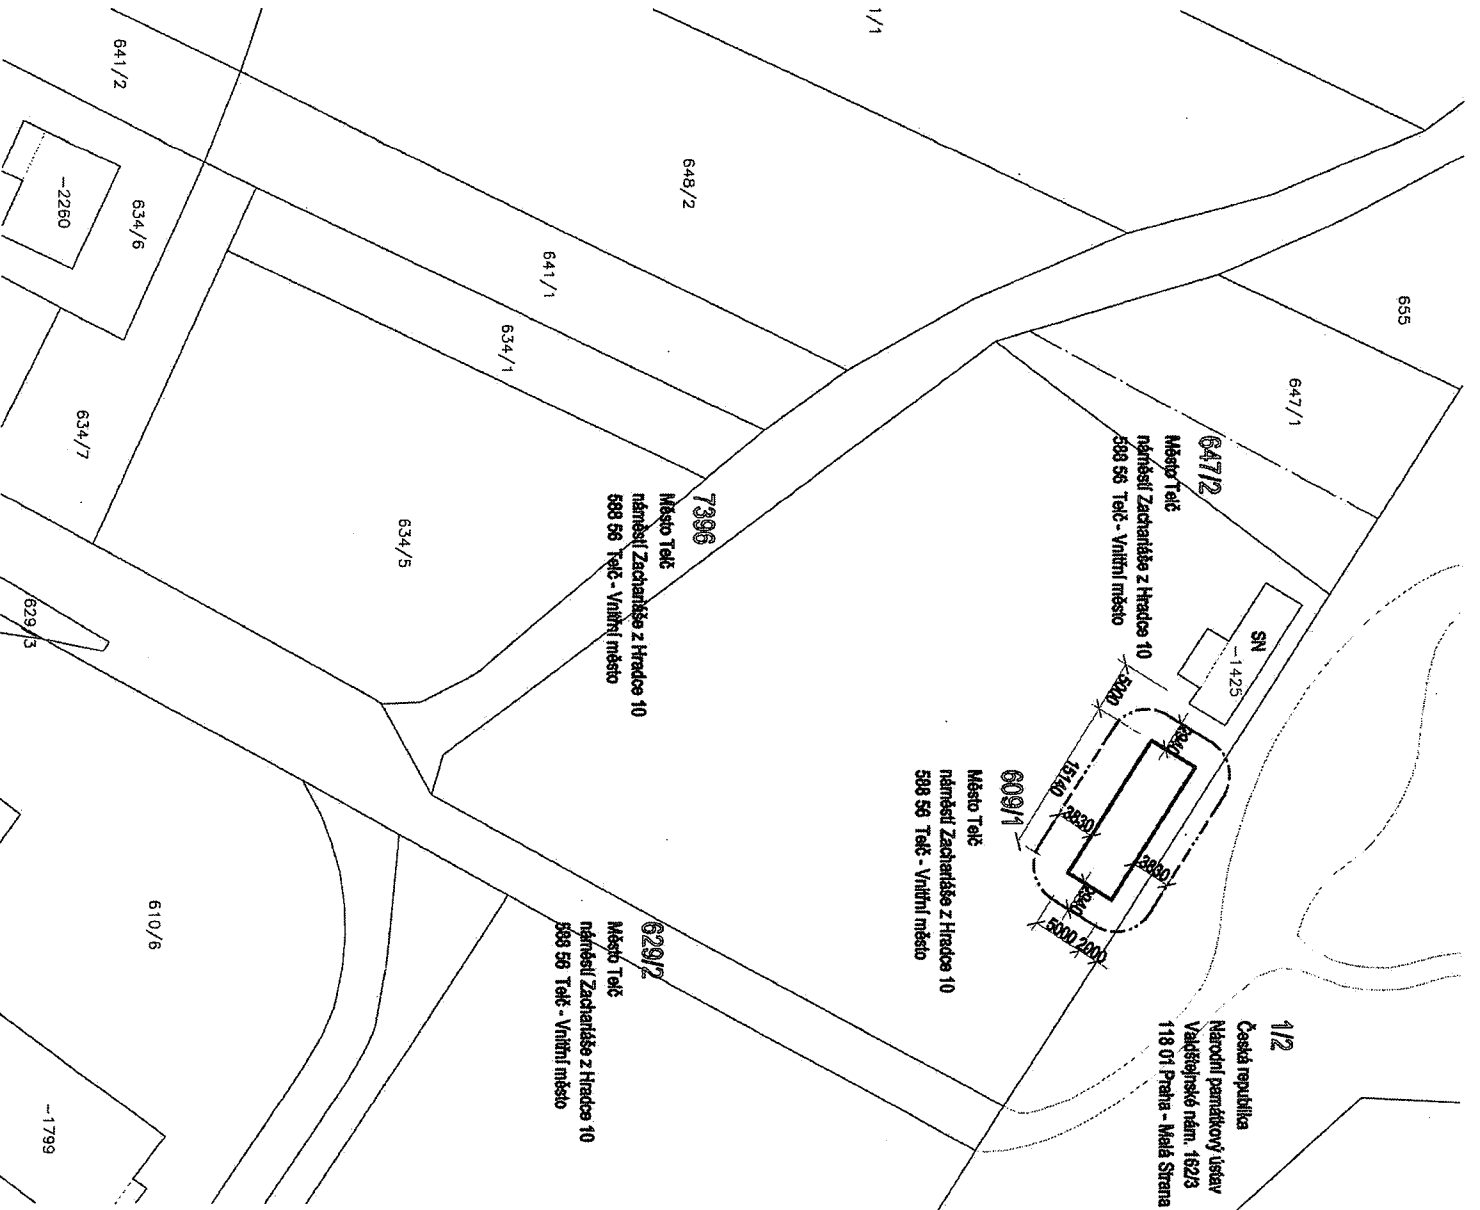 1/1
641/2
648/2
634/6
-2260
641/1
634/1
655
647/1
634/7
634/5
629/3
647/2
Město Telč
náměstí Zachariáše z Hradce 10
588 56 Telč - Vnitřní město
7396
Město Telč
náměstí Zachariáše z Hradce 10
588 56 Telč - Vnitřní město
SN
-1425
5000
2940
15140
3830
3830
2940
5000
2000
609/1
Město Telč
náměstí Zachariáše z Hradce 10
588 56 Telč - Vnitřní město
629/2
Město Telč
náměstí Zachariáše z Hradce 10
588 56 Telč - Vnitřní město
610/6
-1799
1/2
Česká republika
Národní památkový ústav
Valdštejnské nám. 162/3
118 01 Praha - Malá Strana